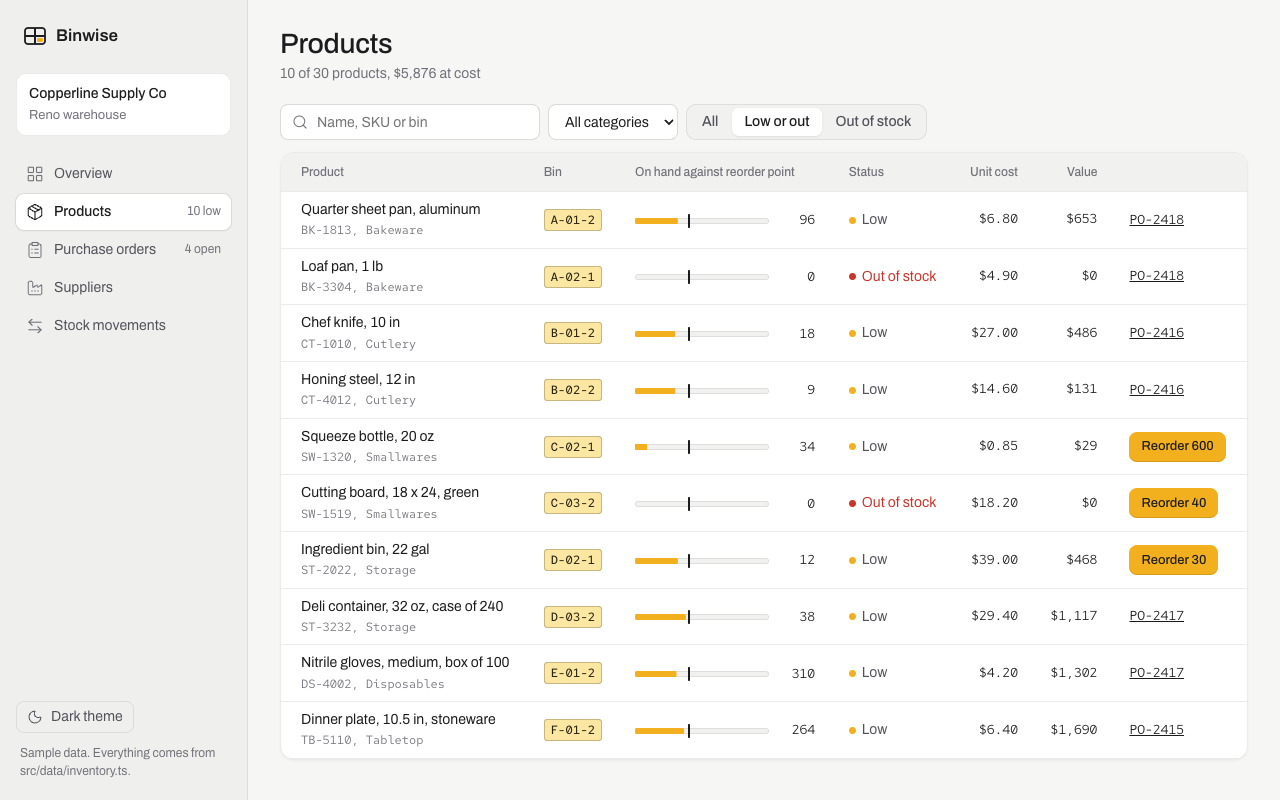 Binwise
Copperline Supply Co
Reno warehouse
Overview
Products 10 low
Purchase orders 4 open
Suppliers
Stock movements
Dark theme
Sample data. Everything comes from
src/data/inventory.ts.
Products
10 of 30 products, $5,876 at cost
Name, SKU or bin All categories All Low or out Out of stock
Product Bin On hand against reorder point Status Unit cost Value
Quarter sheet pan, aluminum
BK-1813, Bakeware
A-01-2 96 Low $6.80 $653 PO-2418
Loaf pan, 1 lb
BK-3304, Bakeware
A-02-1 0 Out of stock $4.90 $0 PO-2418
Chef knife, 10 in
CT-1010, Cutlery
B-01-2 18 Low $27.00 $486 PO-2416
Honing steel, 12 in
CT-4012, Cutlery
B-02-2 9 Low $14.60 $131 PO-2416
Squeeze bottle, 20 oz
SW-1320, Smallwares
C-02-1 34 Low $0.85 $29 Reorder 600
Cutting board, 18 x 24, green
SW-1519, Smallwares
C-03-2 0 Out of stock $18.20 $0 Reorder 40
Ingredient bin, 22 gal
ST-2022, Storage
D-02-1 12 Low $39.00 $468 Reorder 30
Deli container, 32 oz, case of 240
ST-3232, Storage
D-03-2 38 Low $29.40 $1,117 PO-2417
Nitrile gloves, medium, box of 100
DS-4002, Disposables
E-01-2 310 Low $4.20 $1,302 PO-2417
Dinner plate, 10.5 in, stoneware
TB-5110, Tabletop
F-01-2 264 Low $6.40 $1,690 PO-2415